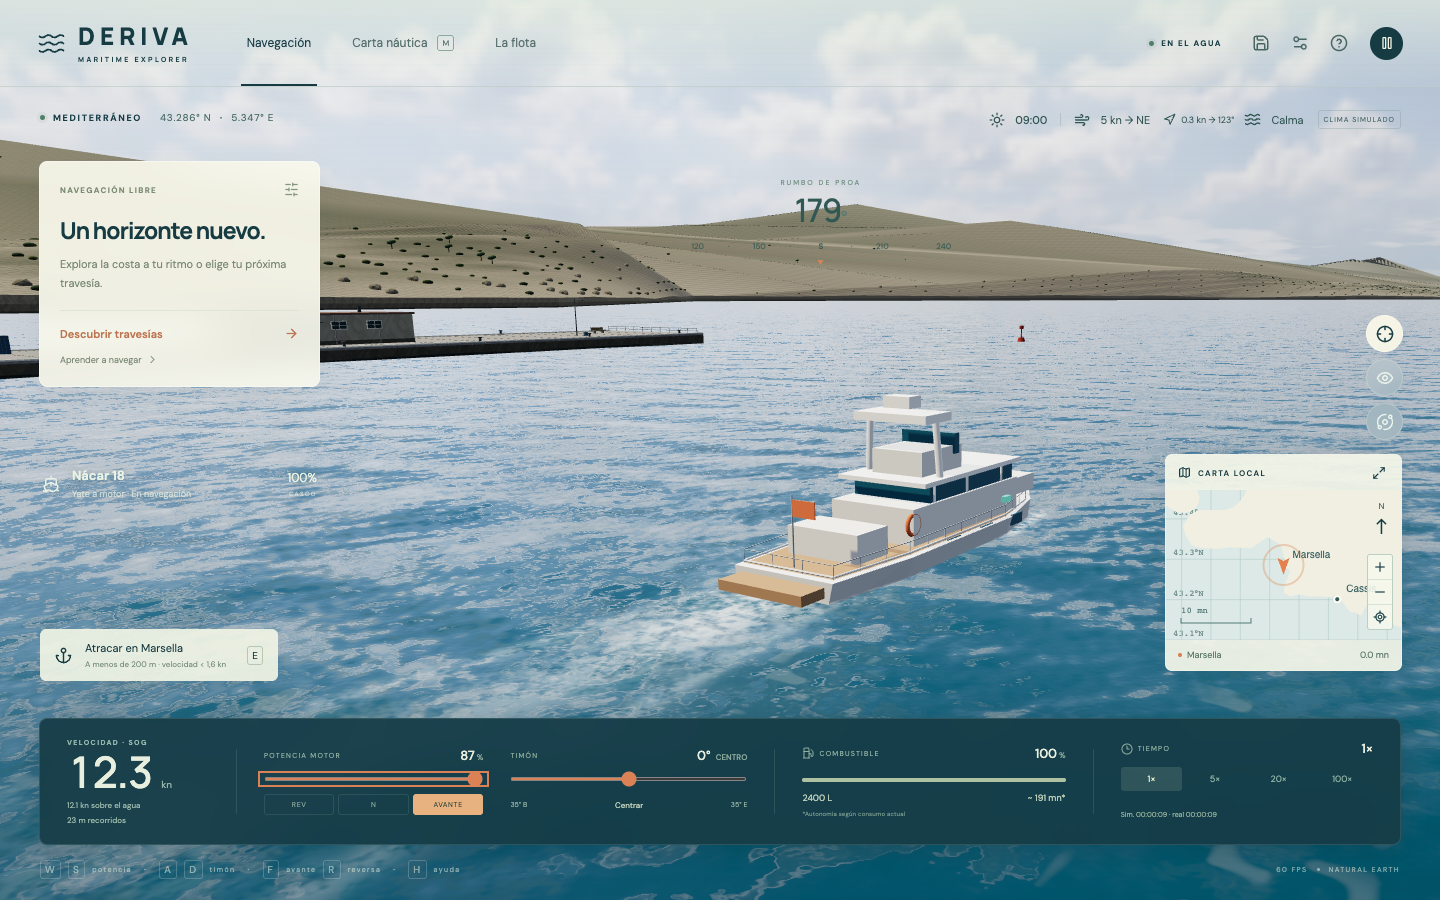 DERIVA
MARITIME EXPLORER
Navegación
Carta náutica M
La flota
EN EL AGUA
MEDITERRÁNEO 43.286° N · 5.347° E
09:00 5 kn → NE 0.3 kn → 123° Calma CLIMA SIMULADO
NAVEGACIÓN LIBRE
Un horizonte nuevo.
Explora la costa a tu ritmo o elige tu próxima
travesía.
Descubrir travesías →
Aprender a navegar
RUMBO DE PROA
179°
120 · 150 · S · 210 · 240
Nácar 18 100%
Yate a motor · En navegación CASCO
CARTA LOCAL
N
43.3°N
Marsella
43.2°N
10 mn
43.1°N
Marsella 0.0 mn
Atracar en Marsella
A menos de 200 m · velocidad < 1,6 kn
E
VELOCIDAD · SOG
12.3 kn
12.1 kn sobre el agua
23 m recorridos
POTENCIA MOTOR 87 %
REV N AVANTE
TIMÓN 0° CENTRO
35° B Centrar 35° E
COMBUSTIBLE 100 %
2400 L ~ 191 mn*
*Autonomía según consumo actual
TIEMPO 1×
1× 5× 20× 100×
Sim. 00:00:09 · real 00:00:09
W S potencia · A D timón · F avante R reversa · H ayuda
60 FPS • NATURAL EARTH